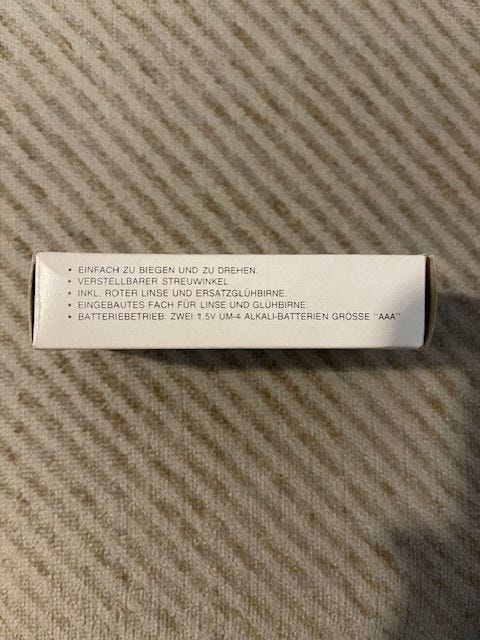 • EINFACH ZU BIEGEN UND ZU DREHEN.
• VERSTELLBARER STREUWINKEL
• INKL. ROTER LINSE UND ERSATZGLÜHBIRNE.
• EINGEBAUTES FACH FÜR LINSE UND GLÜHBIRNE.
• BATTERIEBETRIEB: ZWEI 1.5V UM-4 ALKALI-BATTERIEN GRÖSSE "AAA"